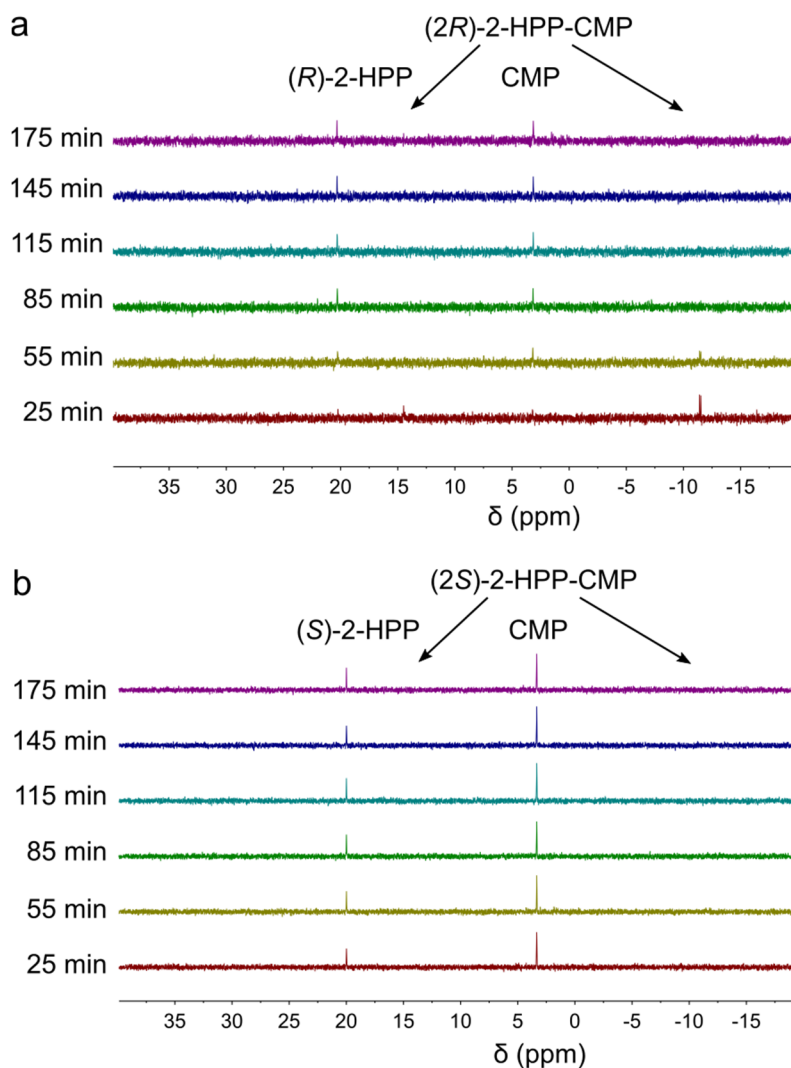 a
(2R)-2-HPP-CMP
(R)-2-HPP CMP
175 min
145 min
115 min
85 min
55 min
25 min
35 30 25 20 15 10 5 0 -5 -10 -15
δ (ppm)
b
(2S)-2-HPP-CMP
(S)-2-HPP CMP
175 min
145 min
115 min
85 min
55 min
25 min
35 30 25 20 15 10 5 0 -5 -10 -15
δ (ppm)